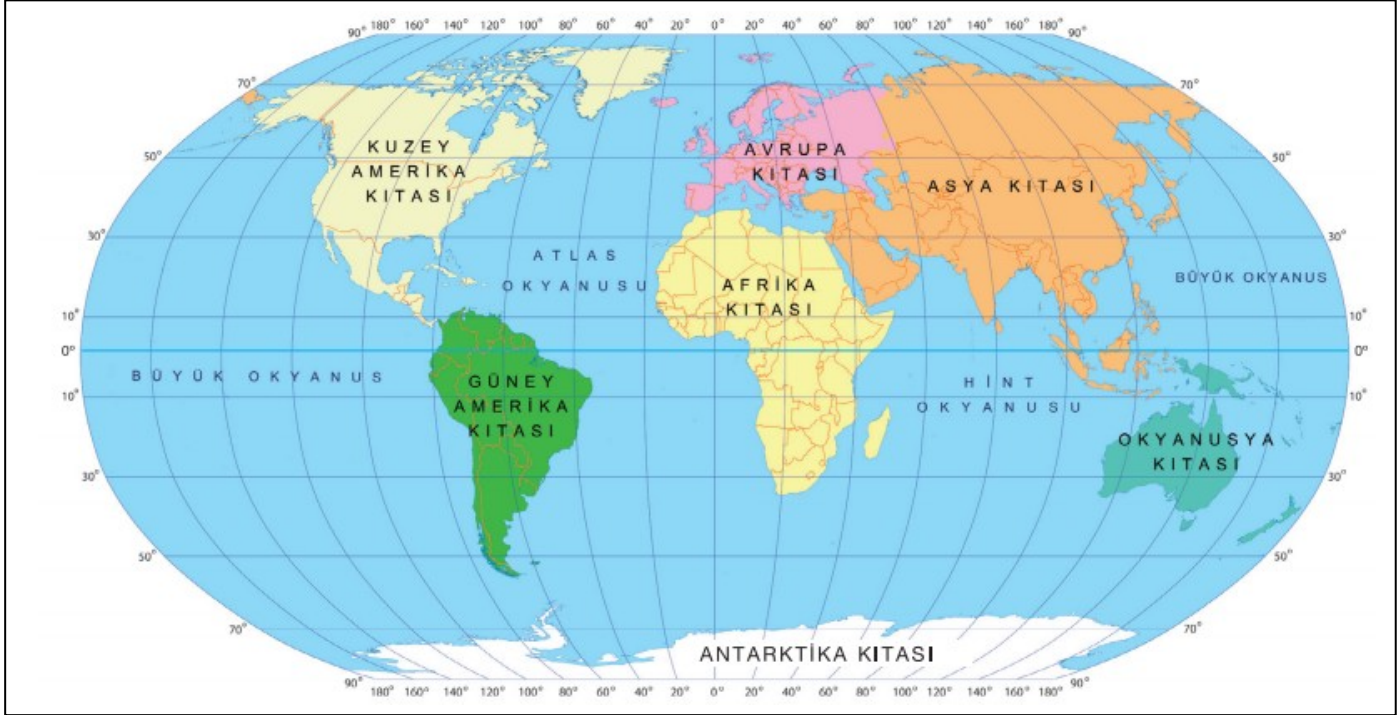 180° 160° 140° 120° 100° 80° 60° 40° 20° 0° 20° 40° 60° 80° 100° 120° 140° 160° 180°
90° 90°
70° 70°
KUZEY
AMERİKA
KITASI
AVRUPA
KITASI
ASYA KITASI
50° 50°
30° 30°
ATLAS
OKYANUSU
AFRİKA
KITASI
BÜYÜK OKYANUS
10° 10°
0° 0°
BÜYÜK OKYANUS
GÜNEY
AMERİKA
KITASI
HİNT
OKYANUSU
10° 10°
OKYANUSYA
KITASI
30° 30°
50° 50°
70° 70°
ANTARKTİKA KITASI
90° 90°
180° 160° 140° 120° 100° 80° 60° 40° 20° 0° 20° 40° 60° 80° 100° 120° 140° 160° 180°